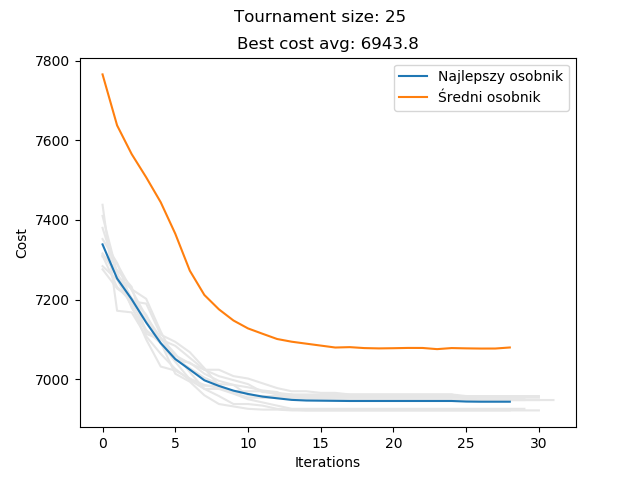 Tournament size: 25
Best cost avg: 6943.8
Najlepszy osobnik
Średni osobnik
7800
7600
7400
7200
7000
Cost
0 5 10 15 20 25 30
Iterations